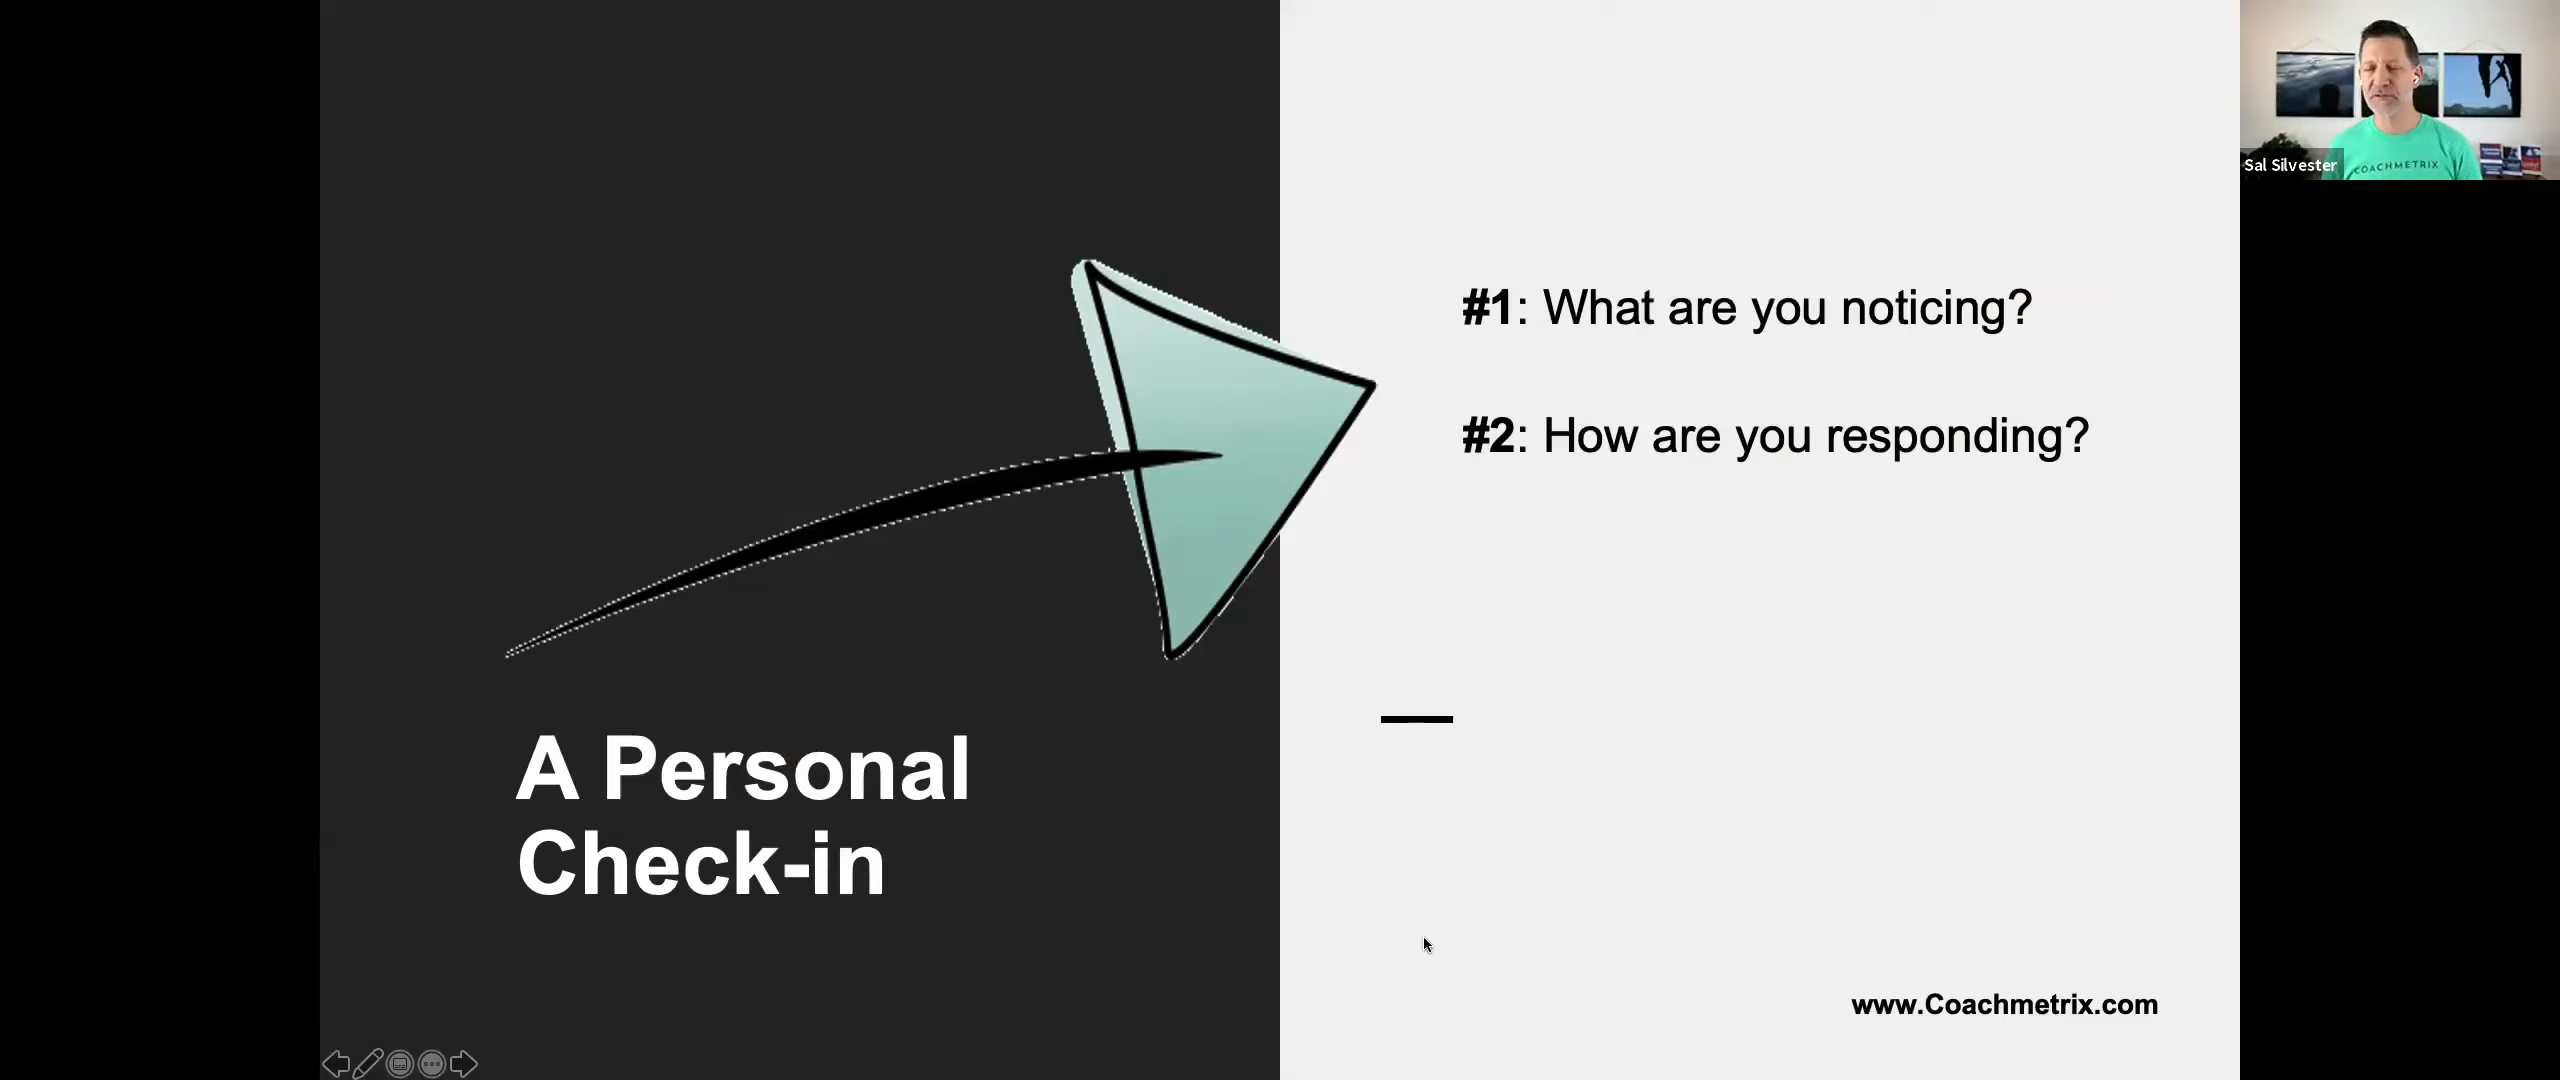 #1: What are you noticing?
#2: How are you responding?
A Personal
Check-in
www.Coachmetrix.com
Sal Silvester
COACHMETRIX